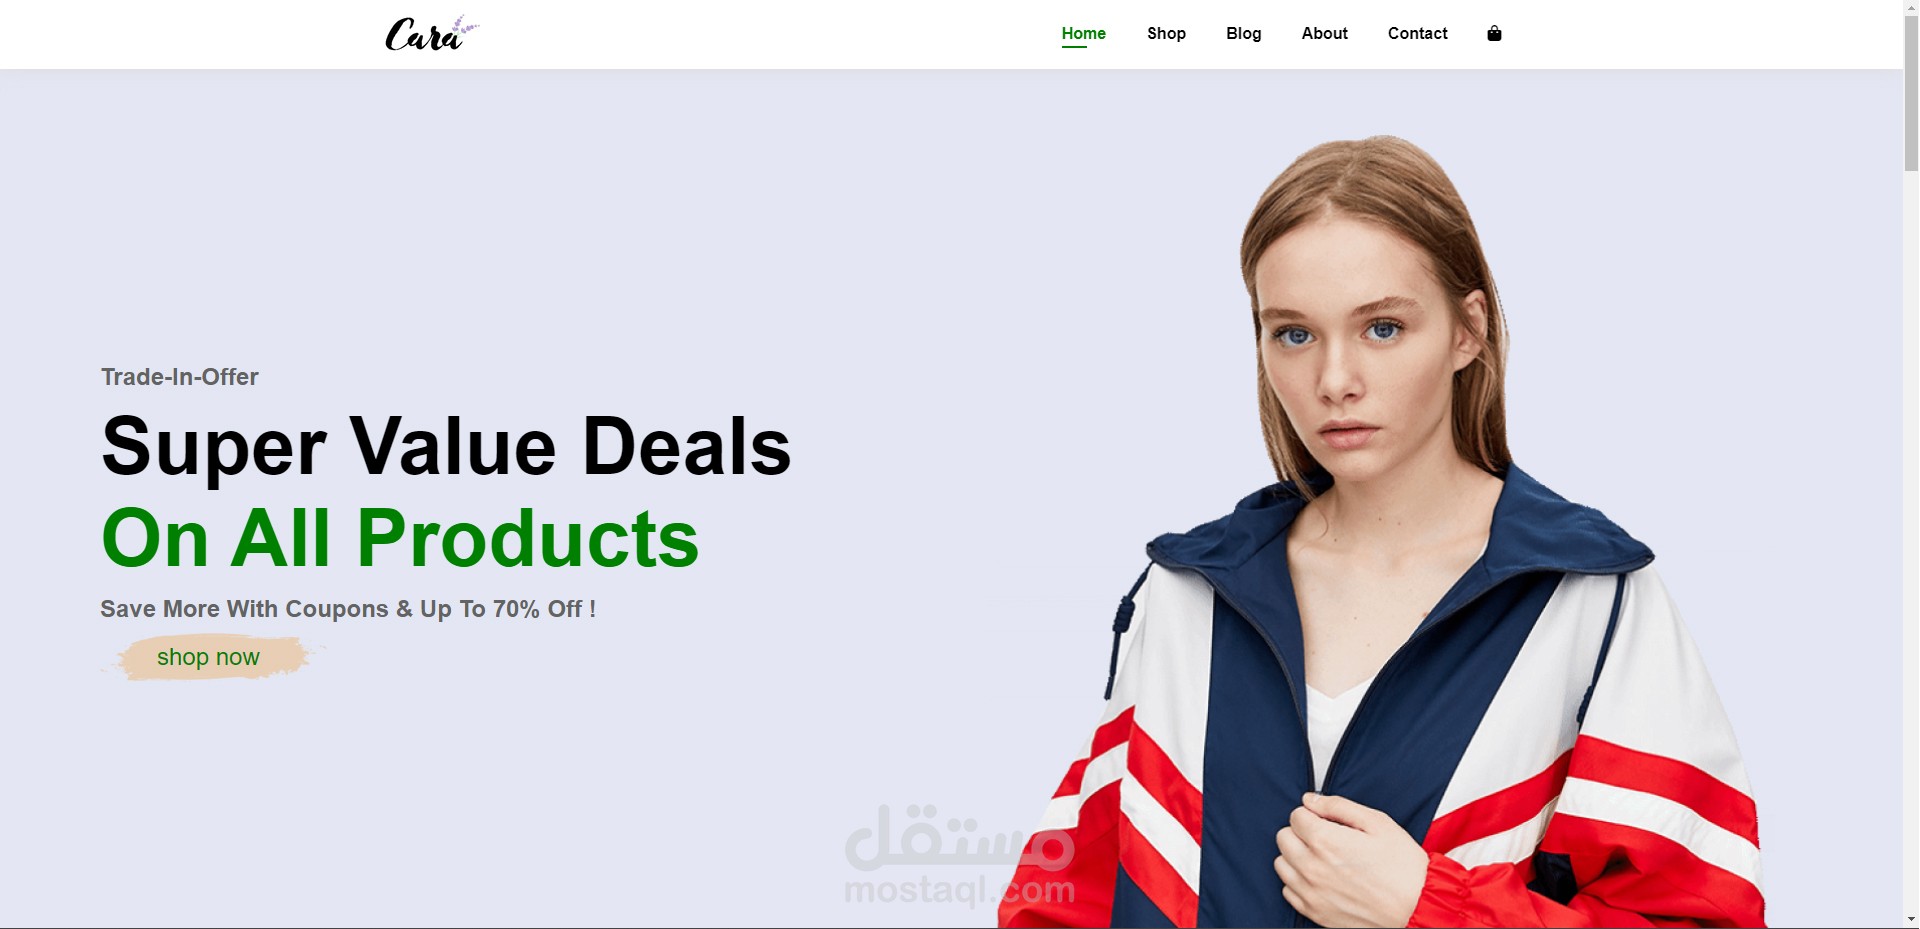 Cara
Home Shop Blog About Contact
Trade-In-Offer
Super Value Deals
On All Products
Save More With Coupons & Up To 70% Off !
shop now
مستقل
mostaql.com